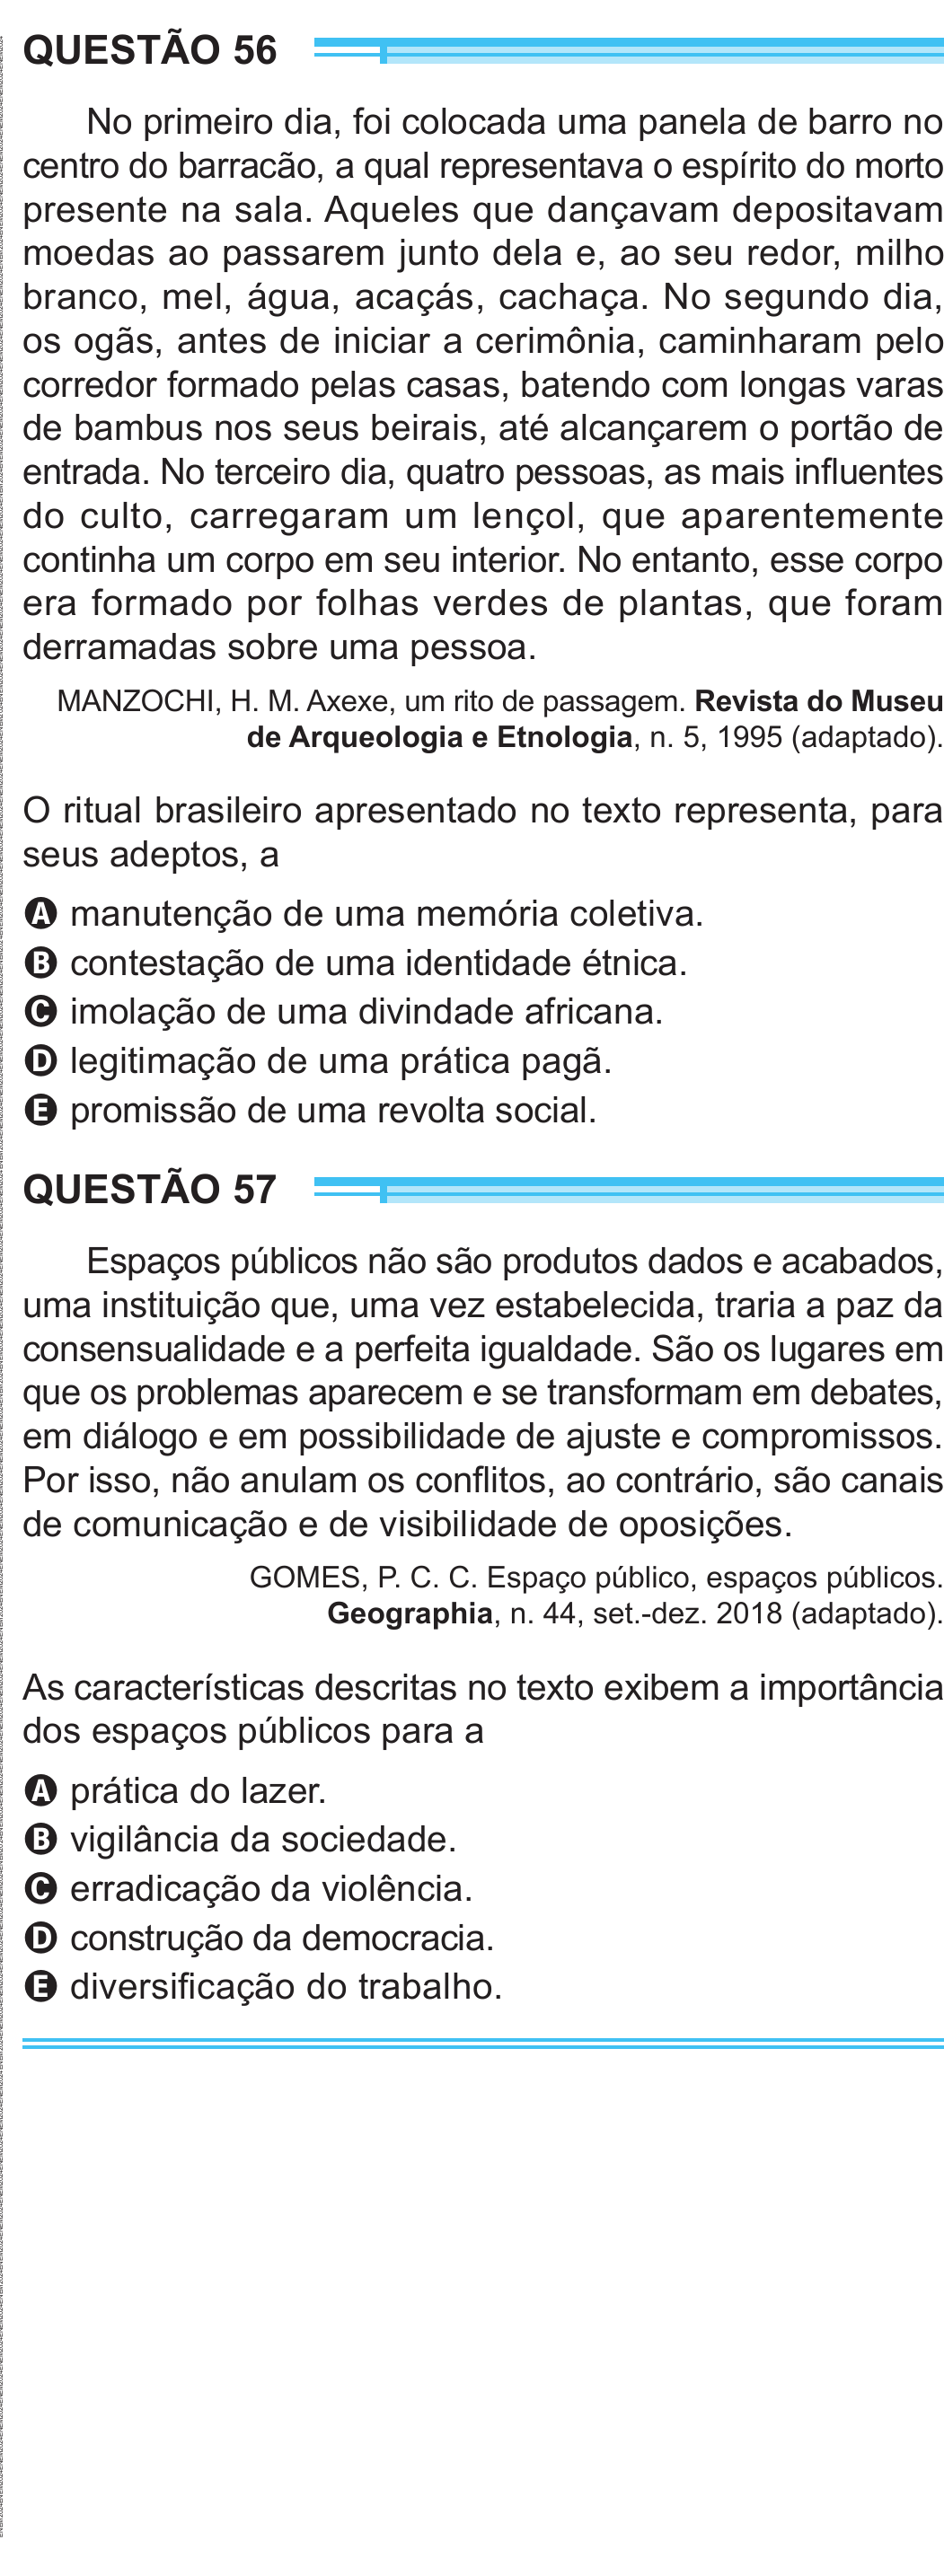 QUESTÃO 56
No primeiro dia, foi colocada uma panela de barro no
centro do barracão, a qual representava o espírito do morto
presente na sala. Aqueles que dançavam depositavam
moedas ao passarem junto dela e, ao seu redor, milho
branco, mel, água, acaçás, cachaça. No segundo dia,
os ogãs, antes de iniciar a cerimônia, caminharam pelo
corredor formado pelas casas, batendo com longas varas
de bambus nos seus beirais, até alcançarem o portão de
entrada. No terceiro dia, quatro pessoas, as mais influentes
do culto, carregaram um lençol, que aparentemente
continha um corpo em seu interior. No entanto, esse corpo
era formado por folhas verdes de plantas, que foram
derramadas sobre uma pessoa.
MANZOCHI, H. M. Axexe, um rito de passagem. Revista do Museu
de Arqueologia e Etnologia, n. 5, 1995 (adaptado).
O ritual brasileiro apresentado no texto representa, para
seus adeptos, a
A manutenção de uma memória coletiva.
B contestação de uma identidade étnica.
C imolação de uma divindade africana.
D legitimação de uma prática pagã.
E promissão de uma revolta social.
QUESTÃO 57
Espaços públicos não são produtos dados e acabados,
uma instituição que, uma vez estabelecida, traria a paz da
consensualidade e a perfeita igualdade. São os lugares em
que os problemas aparecem e se transformam em debates,
em diálogo e em possibilidade de ajuste e compromissos.
Por isso, não anulam os conflitos, ao contrário, são canais
de comunicação e de visibilidade de oposições.
GOMES, P. C. C. Espaço público, espaços públicos.
Geographia, n. 44, set.-dez. 2018 (adaptado).
As características descritas no texto exibem a importância
dos espaços públicos para a
A prática do lazer.
B vigilância da sociedade.
C erradicação da violência.
D construção da democracia.
E diversificação do trabalho.